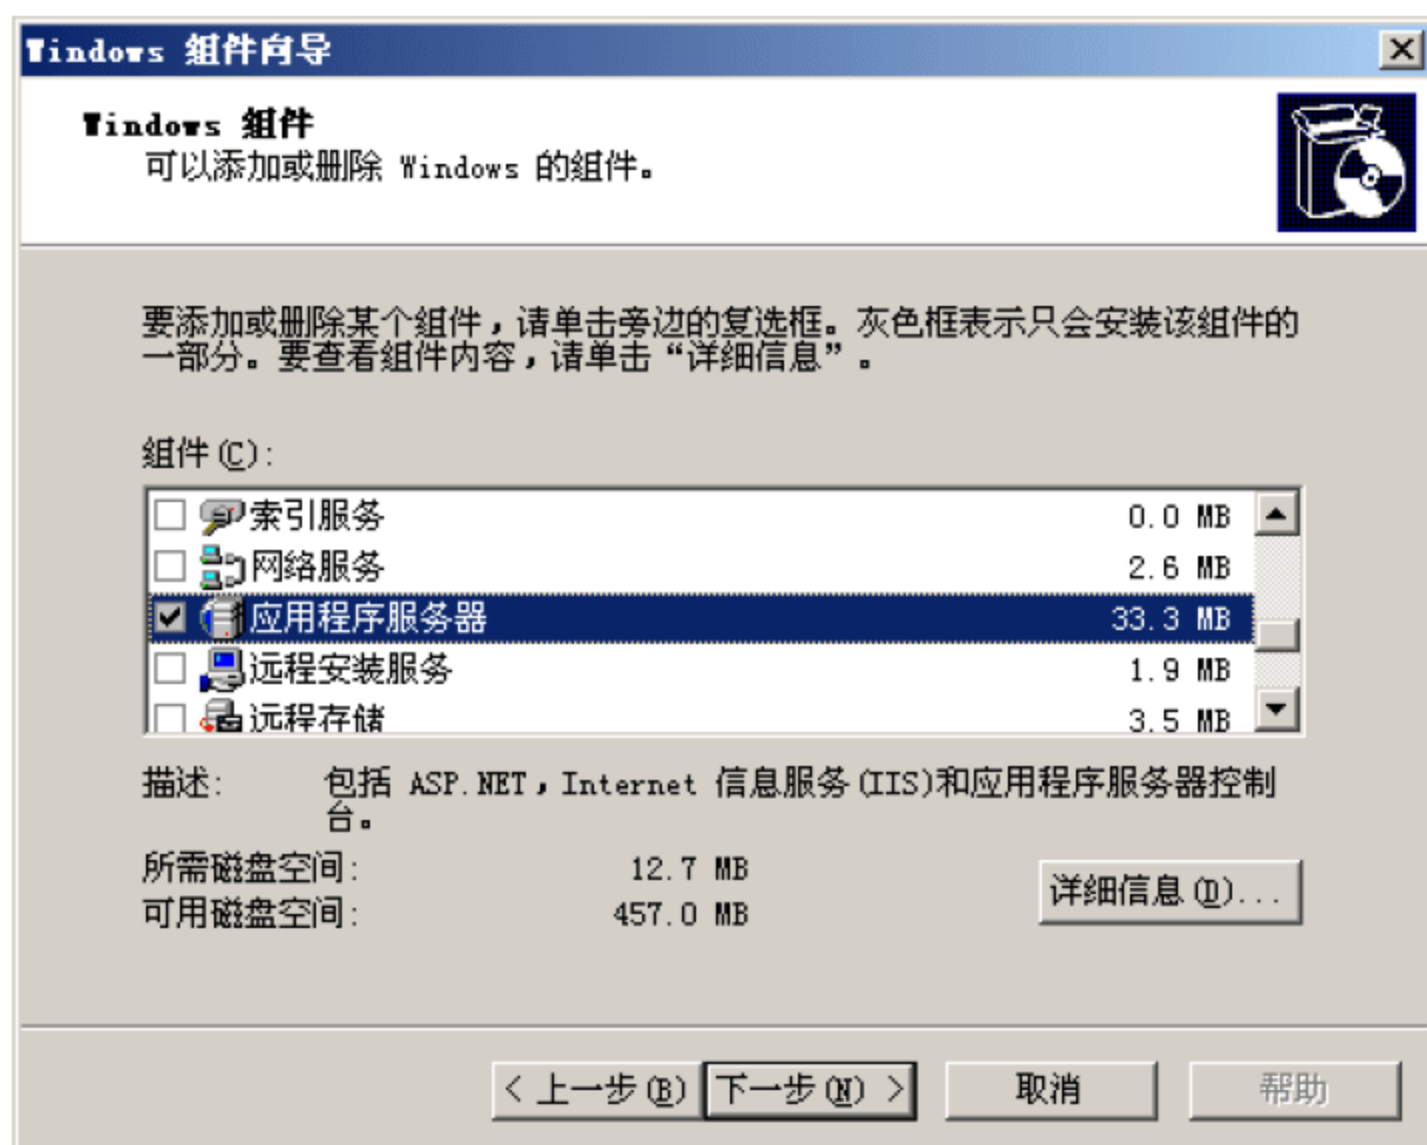 Windows 组件向导
Windows 组件
可以添加或删除 Windows 的组件。
要添加或删除某个组件，请单击旁边的复选框。灰色框表示只会安装该组件的
一部分。要查看组件内容，请单击“详细信息”。
组件(C):
索引服务 0.0 MB
网络服务 2.6 MB
应用程序服务器 33.3 MB
远程安装服务 1.9 MB
远程存储 3.5 MB
描述: 包括 ASP.NET，Internet 信息服务(IIS)和应用程序服务器控制
台。
所需磁盘空间: 12.7 MB
可用磁盘空间: 457.0 MB
详细信息(D)...
< 上一步(B) 下一步(N) > 取消 帮助